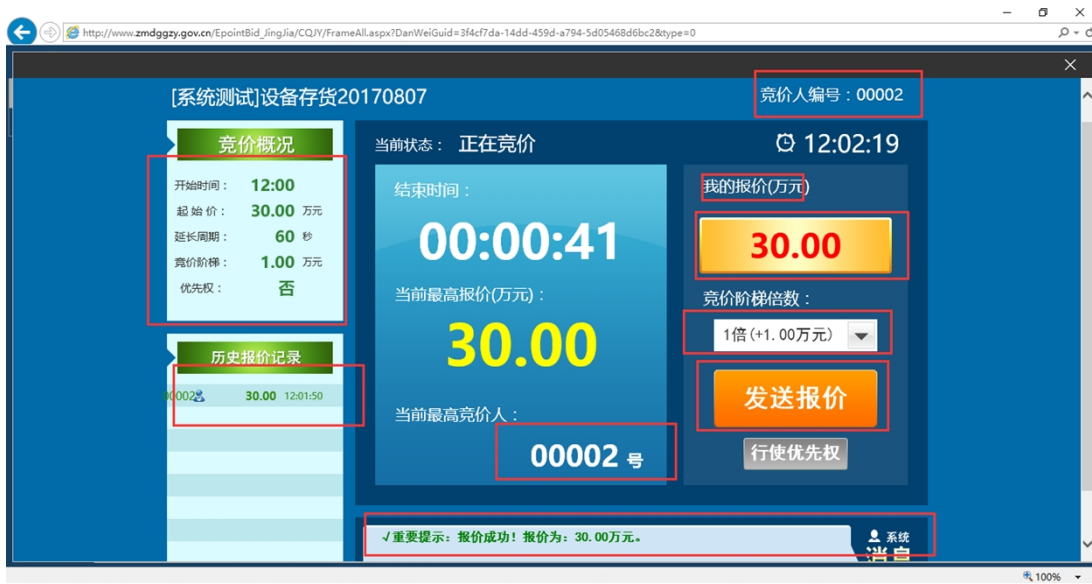 http://www.zmdggzy.gov.cn/EpointBid_JingJia/CQJY/FrameAll.aspx?DanWeiGuid=3f4cf7da-14dd-459d-a794-5d05468d6bc2&type=0
[系统测试]设备存货20170807
竞价人编号：00002
竞价概况
开始时间： 12:00
起始价： 30.00 万元
延长周期： 60 秒
竞价阶梯： 1.00 万元
优先权： 否
历史报价记录
00002 30.00 12:01:50
当前状态： 正在竞价
12:02:19
结束时间：
00:00:41
当前最高报价(万元)：
30.00
当前最高竞价人：
00002 号
我的报价(万元)
30.00
竞价阶梯倍数：
1倍(+1.00万元)
发送报价
行使优先权
√重要提示：报价成功！报价为：30.00万元。
系统
消息
100%